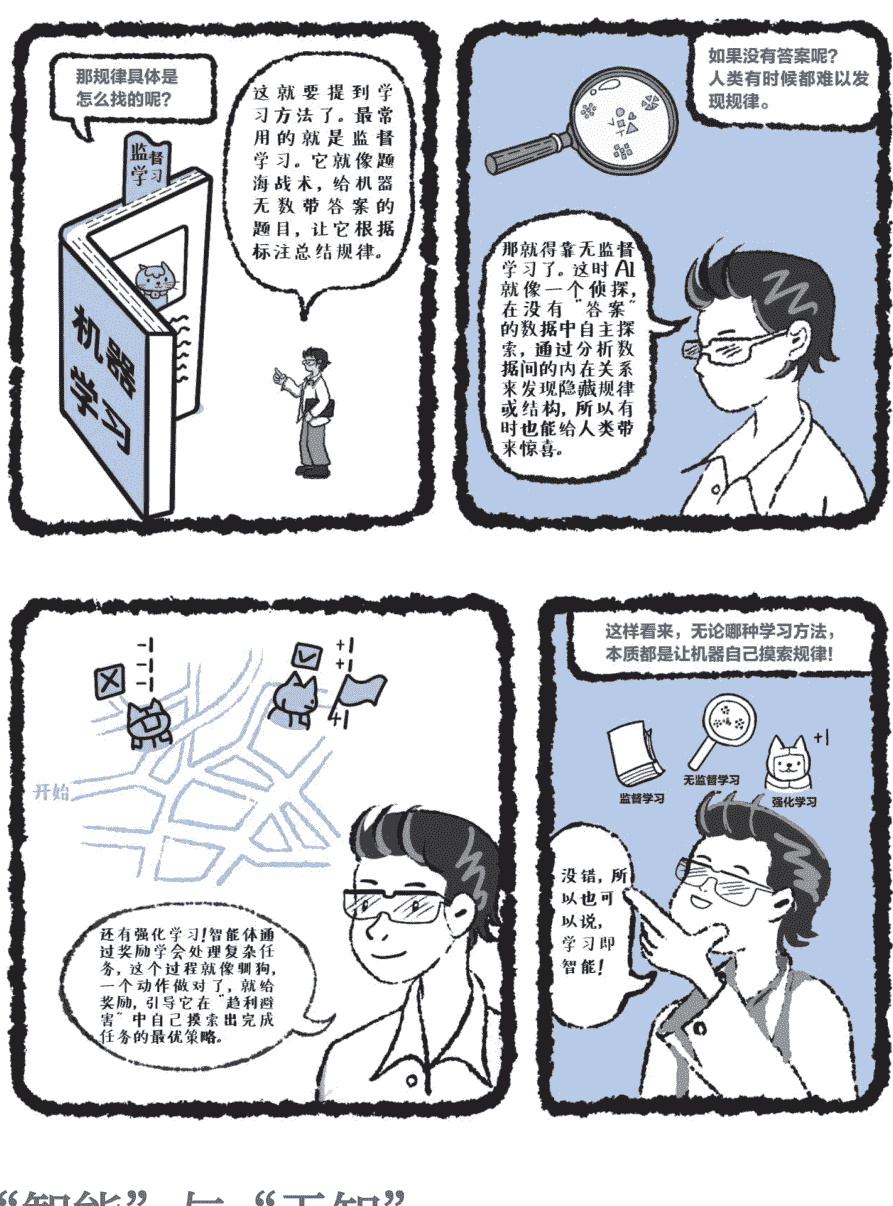 那规律具体是
怎么找的呢?
这就要提到学
习方法了。最常
用的就是监督
学习。它就像题
海战术，给机器
无数带答案的
题目，让它根据
标注总结规律。
监督
学习
机器
学习
如果没有答案呢?
人类有时候都难以发
现规律。
那就得靠无监督
学习了。这时AI
就像一个侦探，
在没有“答案”
的数据中自主探
索，通过分析数
据间的内在关系
来发现隐藏规律
或结构，所以有
时也能给人类带
来惊喜。
-1
-1
-1
+1
+1
+1
开始
还有强化学习!智能体通
过奖励学会处理复杂任
务，这个过程就像驯狗，
一个动作做对了，就给
奖励，引导它在“趋利避
害”中自己摸索出完成
任务的最优策略。
这样看来，无论哪种学习方法，
本质都是让机器自己摸索规律!
+1
监督学习
无监督学习
强化学习
没错，所
以也可
以说，
学习即
智能!